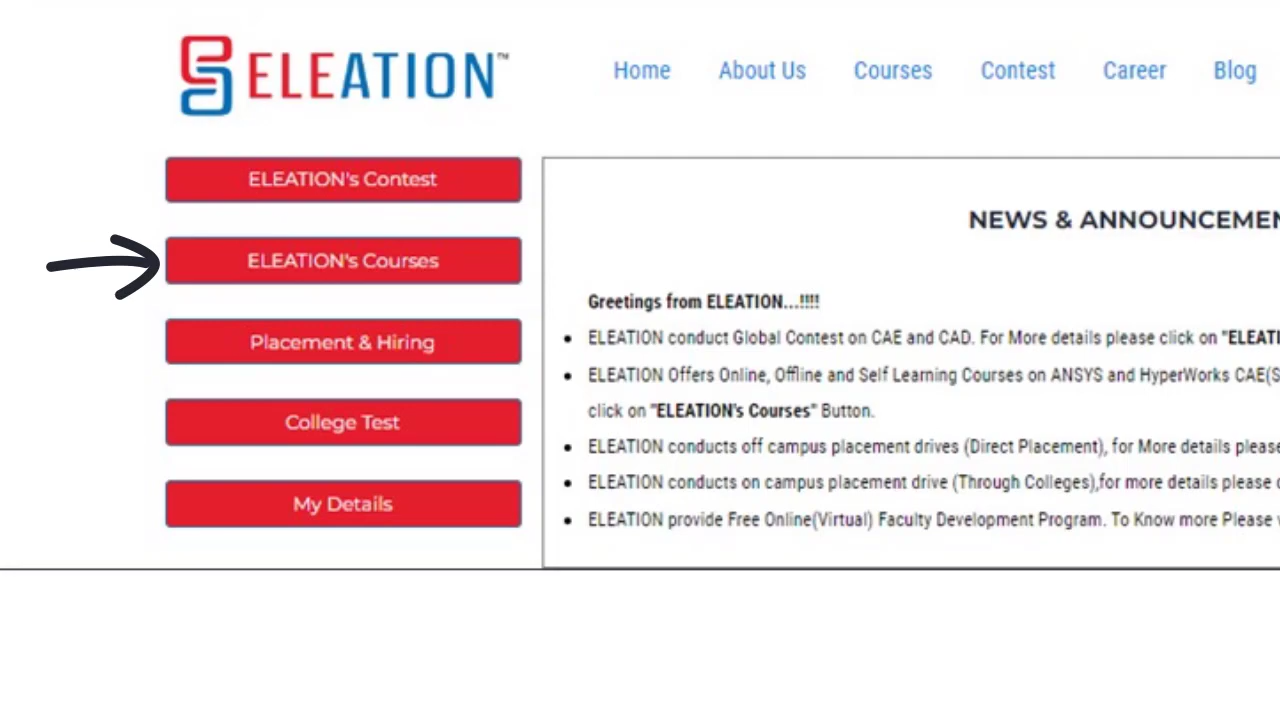 ELEATION™
Home About Us Courses Contest Career Blog
ELEATION's Contest
ELEATION's Courses
Placement & Hiring
College Test
My Details
NEWS & ANNOUNCEMEN
Greetings from ELEATION...!!!!
ELEATION conduct Global Contest on CAE and CAD. For More details please click on "ELEATI
ELEATION Offers Online, Offline and Self Learning Courses on ANSYS and HyperWorks CAE(S
click on "ELEATION's Courses" Button.
ELEATION conducts off campus placement drives (Direct Placement), for More details please
ELEATION conducts on campus placement drive (Through Colleges),for more details please
ELEATION provide Free Online(Virtual) Faculty Development Program. To Know more Please